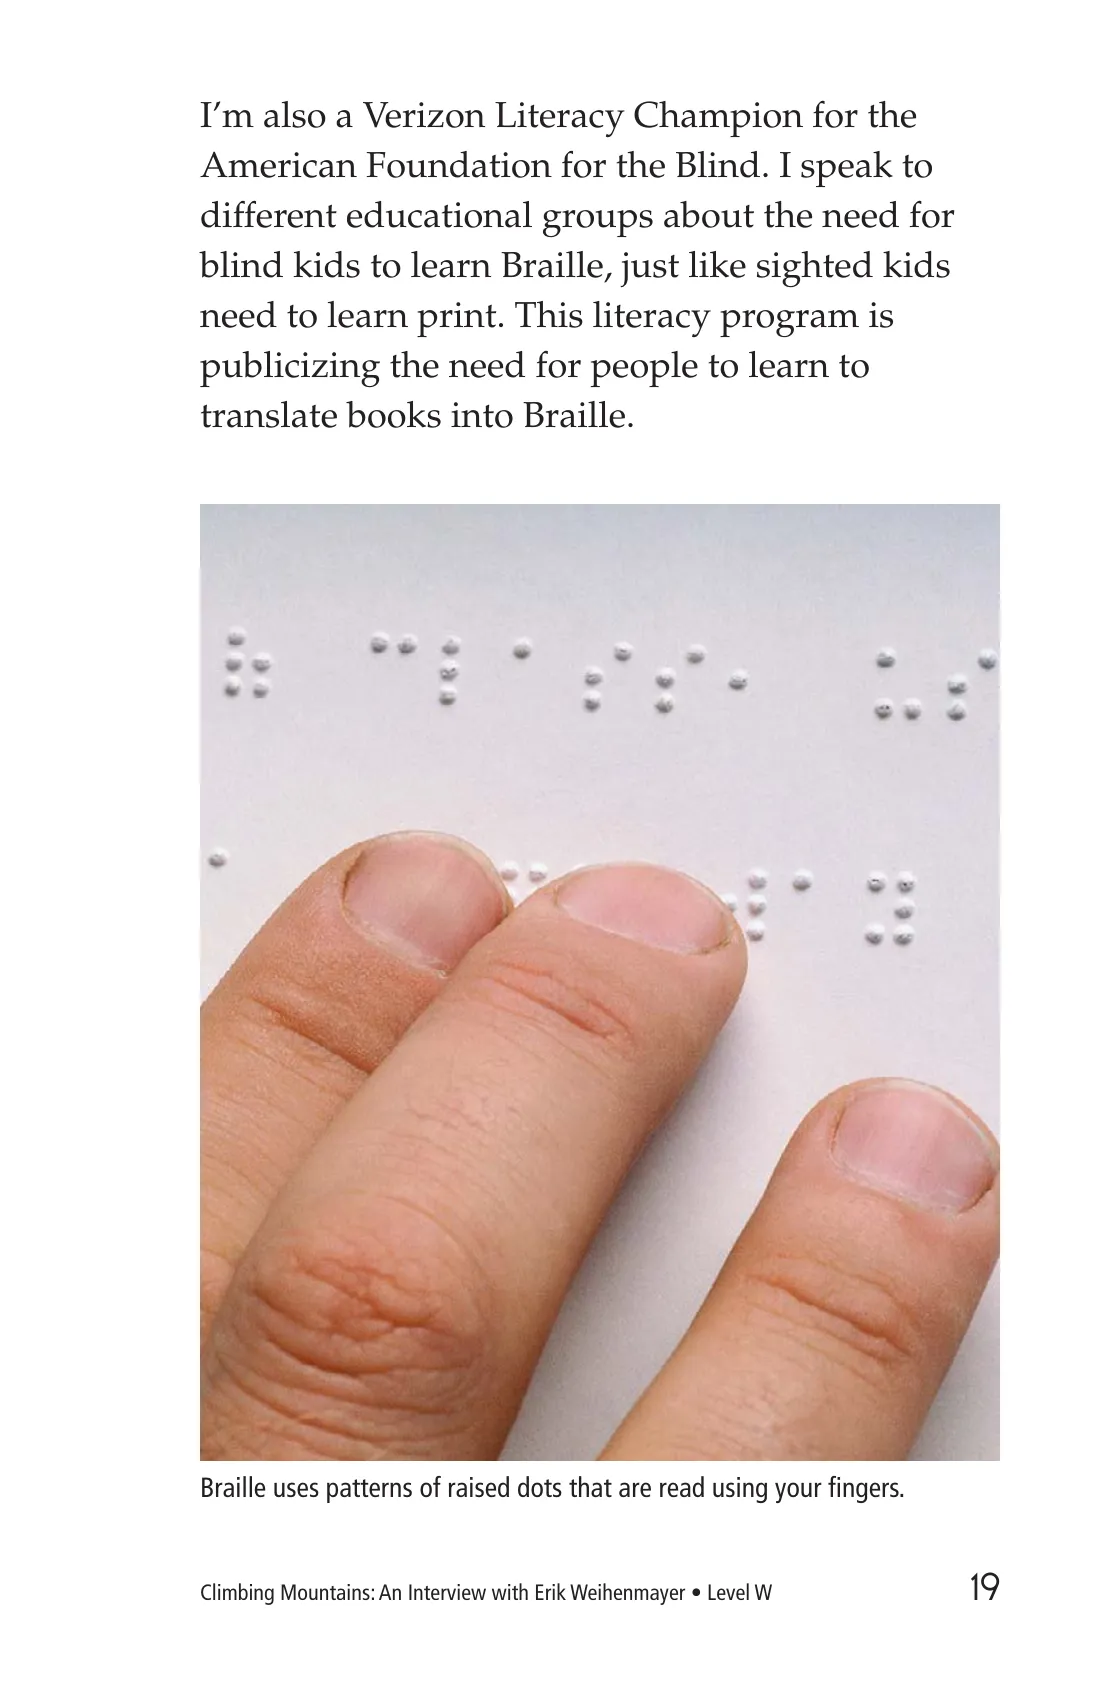 I’m also a Verizon Literacy Champion for the
American Foundation for the Blind. I speak to
different educational groups about the need for
blind kids to learn Braille, just like sighted kids
need to learn print. This literacy program is
publicizing the need for people to learn to
translate books into Braille.
Braille uses patterns of raised dots that are read using your fingers.
Climbing Mountains: An Interview with Erik Weihenmayer • Level W 19